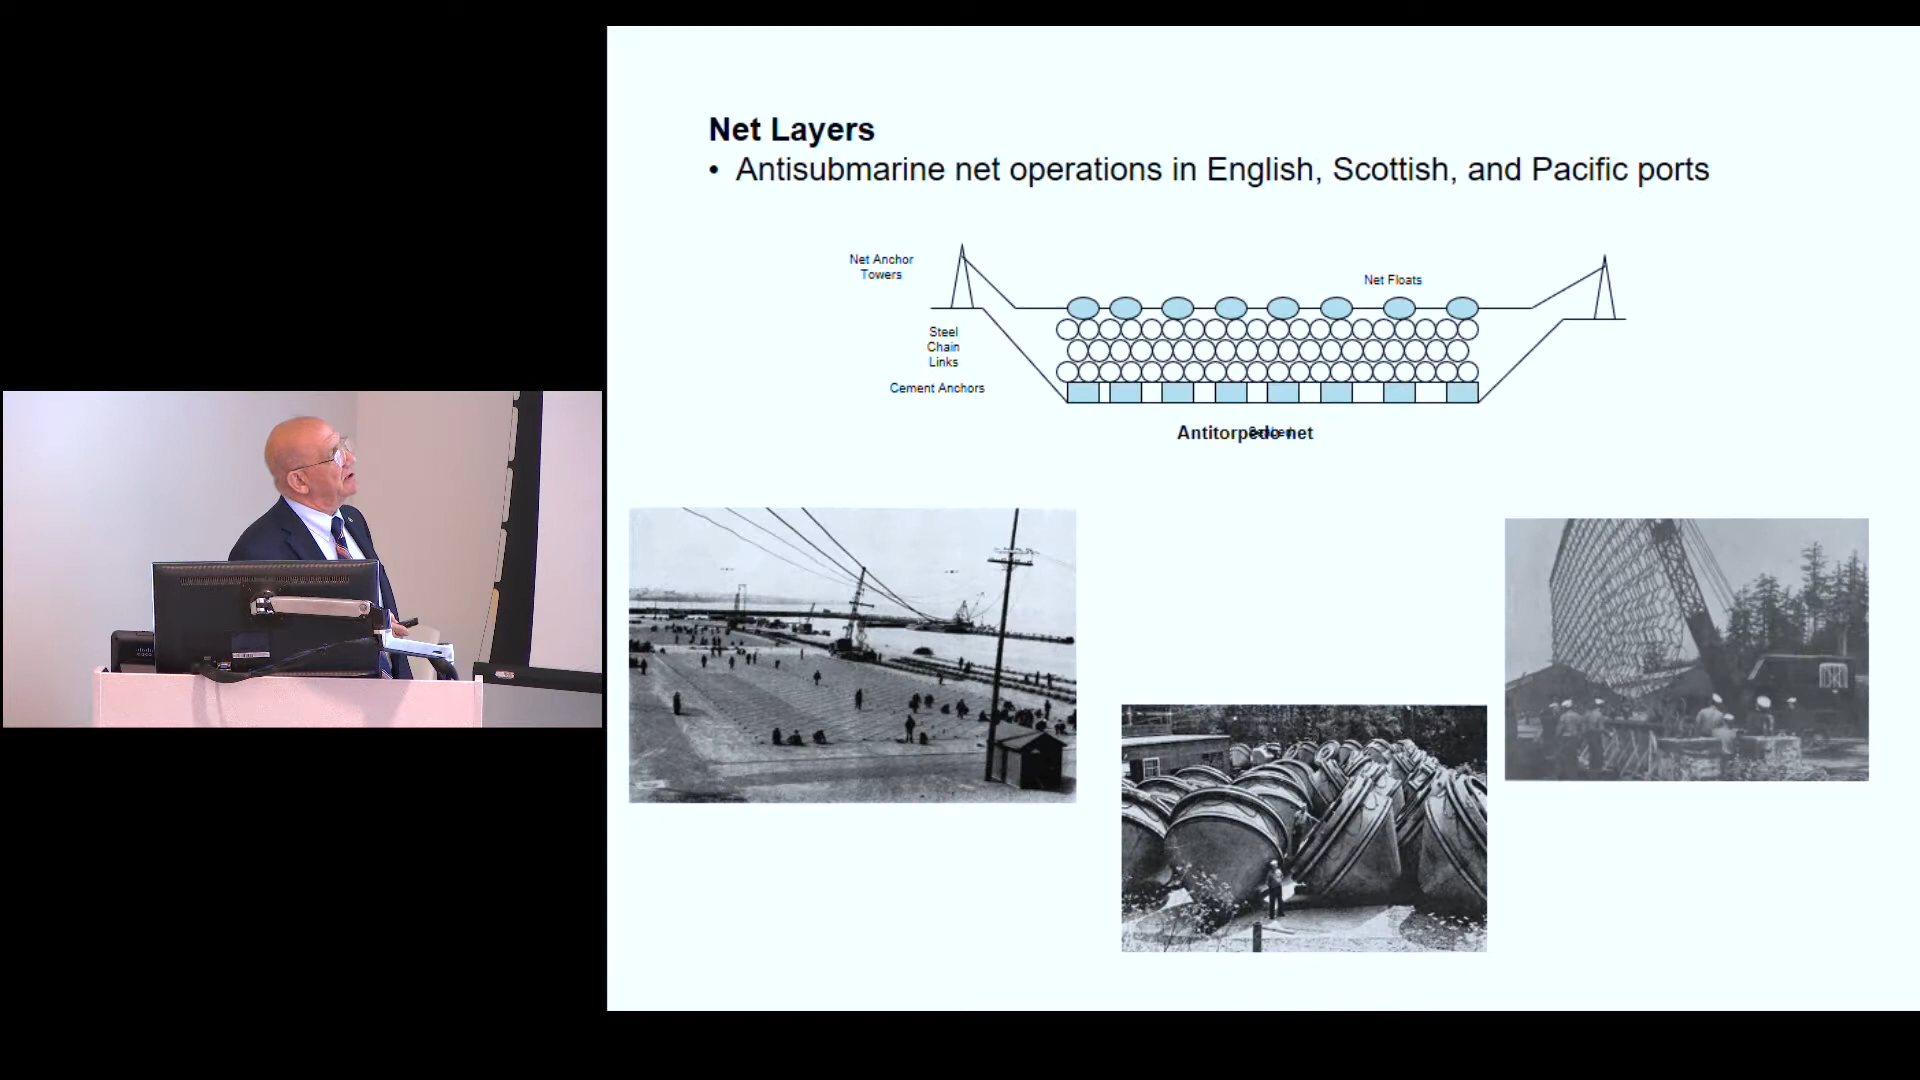 Net Layers
• Antisubmarine net operations in English, Scottish, and Pacific ports
Net Anchor
Towers
Net Floats
Steel
Chain
Links
Cement Anchors
Antitorpedo net